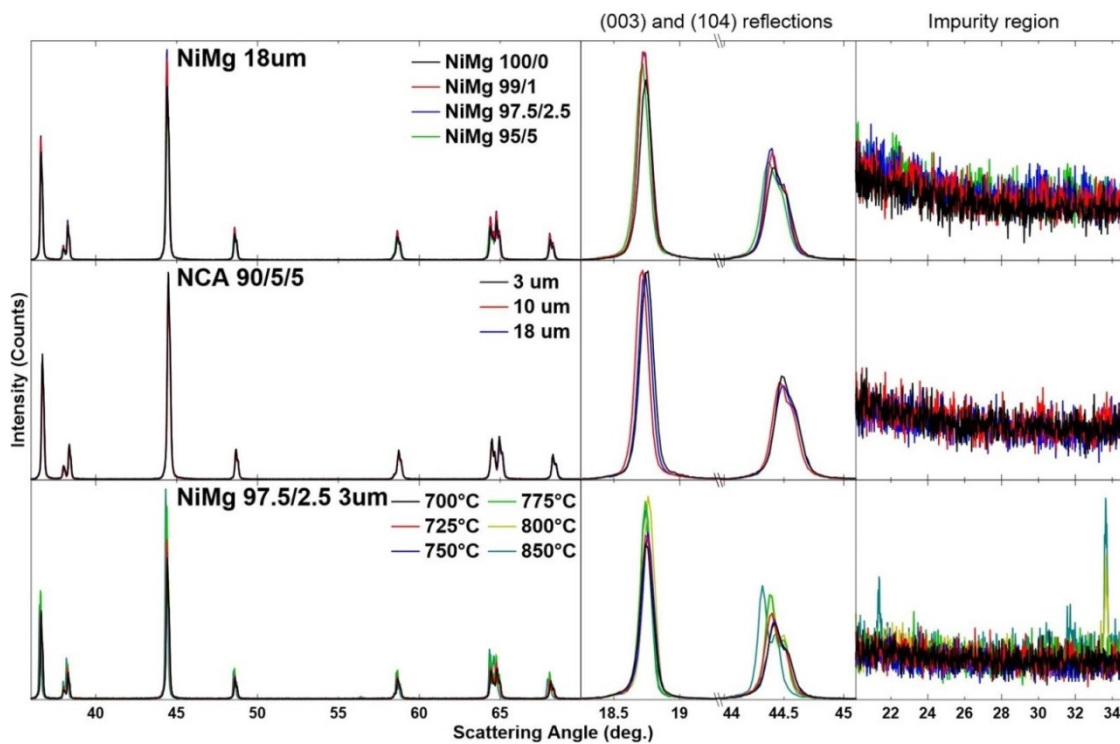 (003) and (104) reflections
Impurity region
NiMg 18um
NiMg 100/0
NiMg 99/1
NiMg 97.5/2.5
NiMg 95/5
NCA 90/5/5
3 um
10 um
18 um
Intensity (Counts)
NiMg 97.5/2.5 3um
700°C 775°C
725°C 800°C
750°C 850°C
40 45 50 55 60 65 18.5 19 44 44.5 45 22 24 26 28 30 32 34
Scattering Angle (deg.)